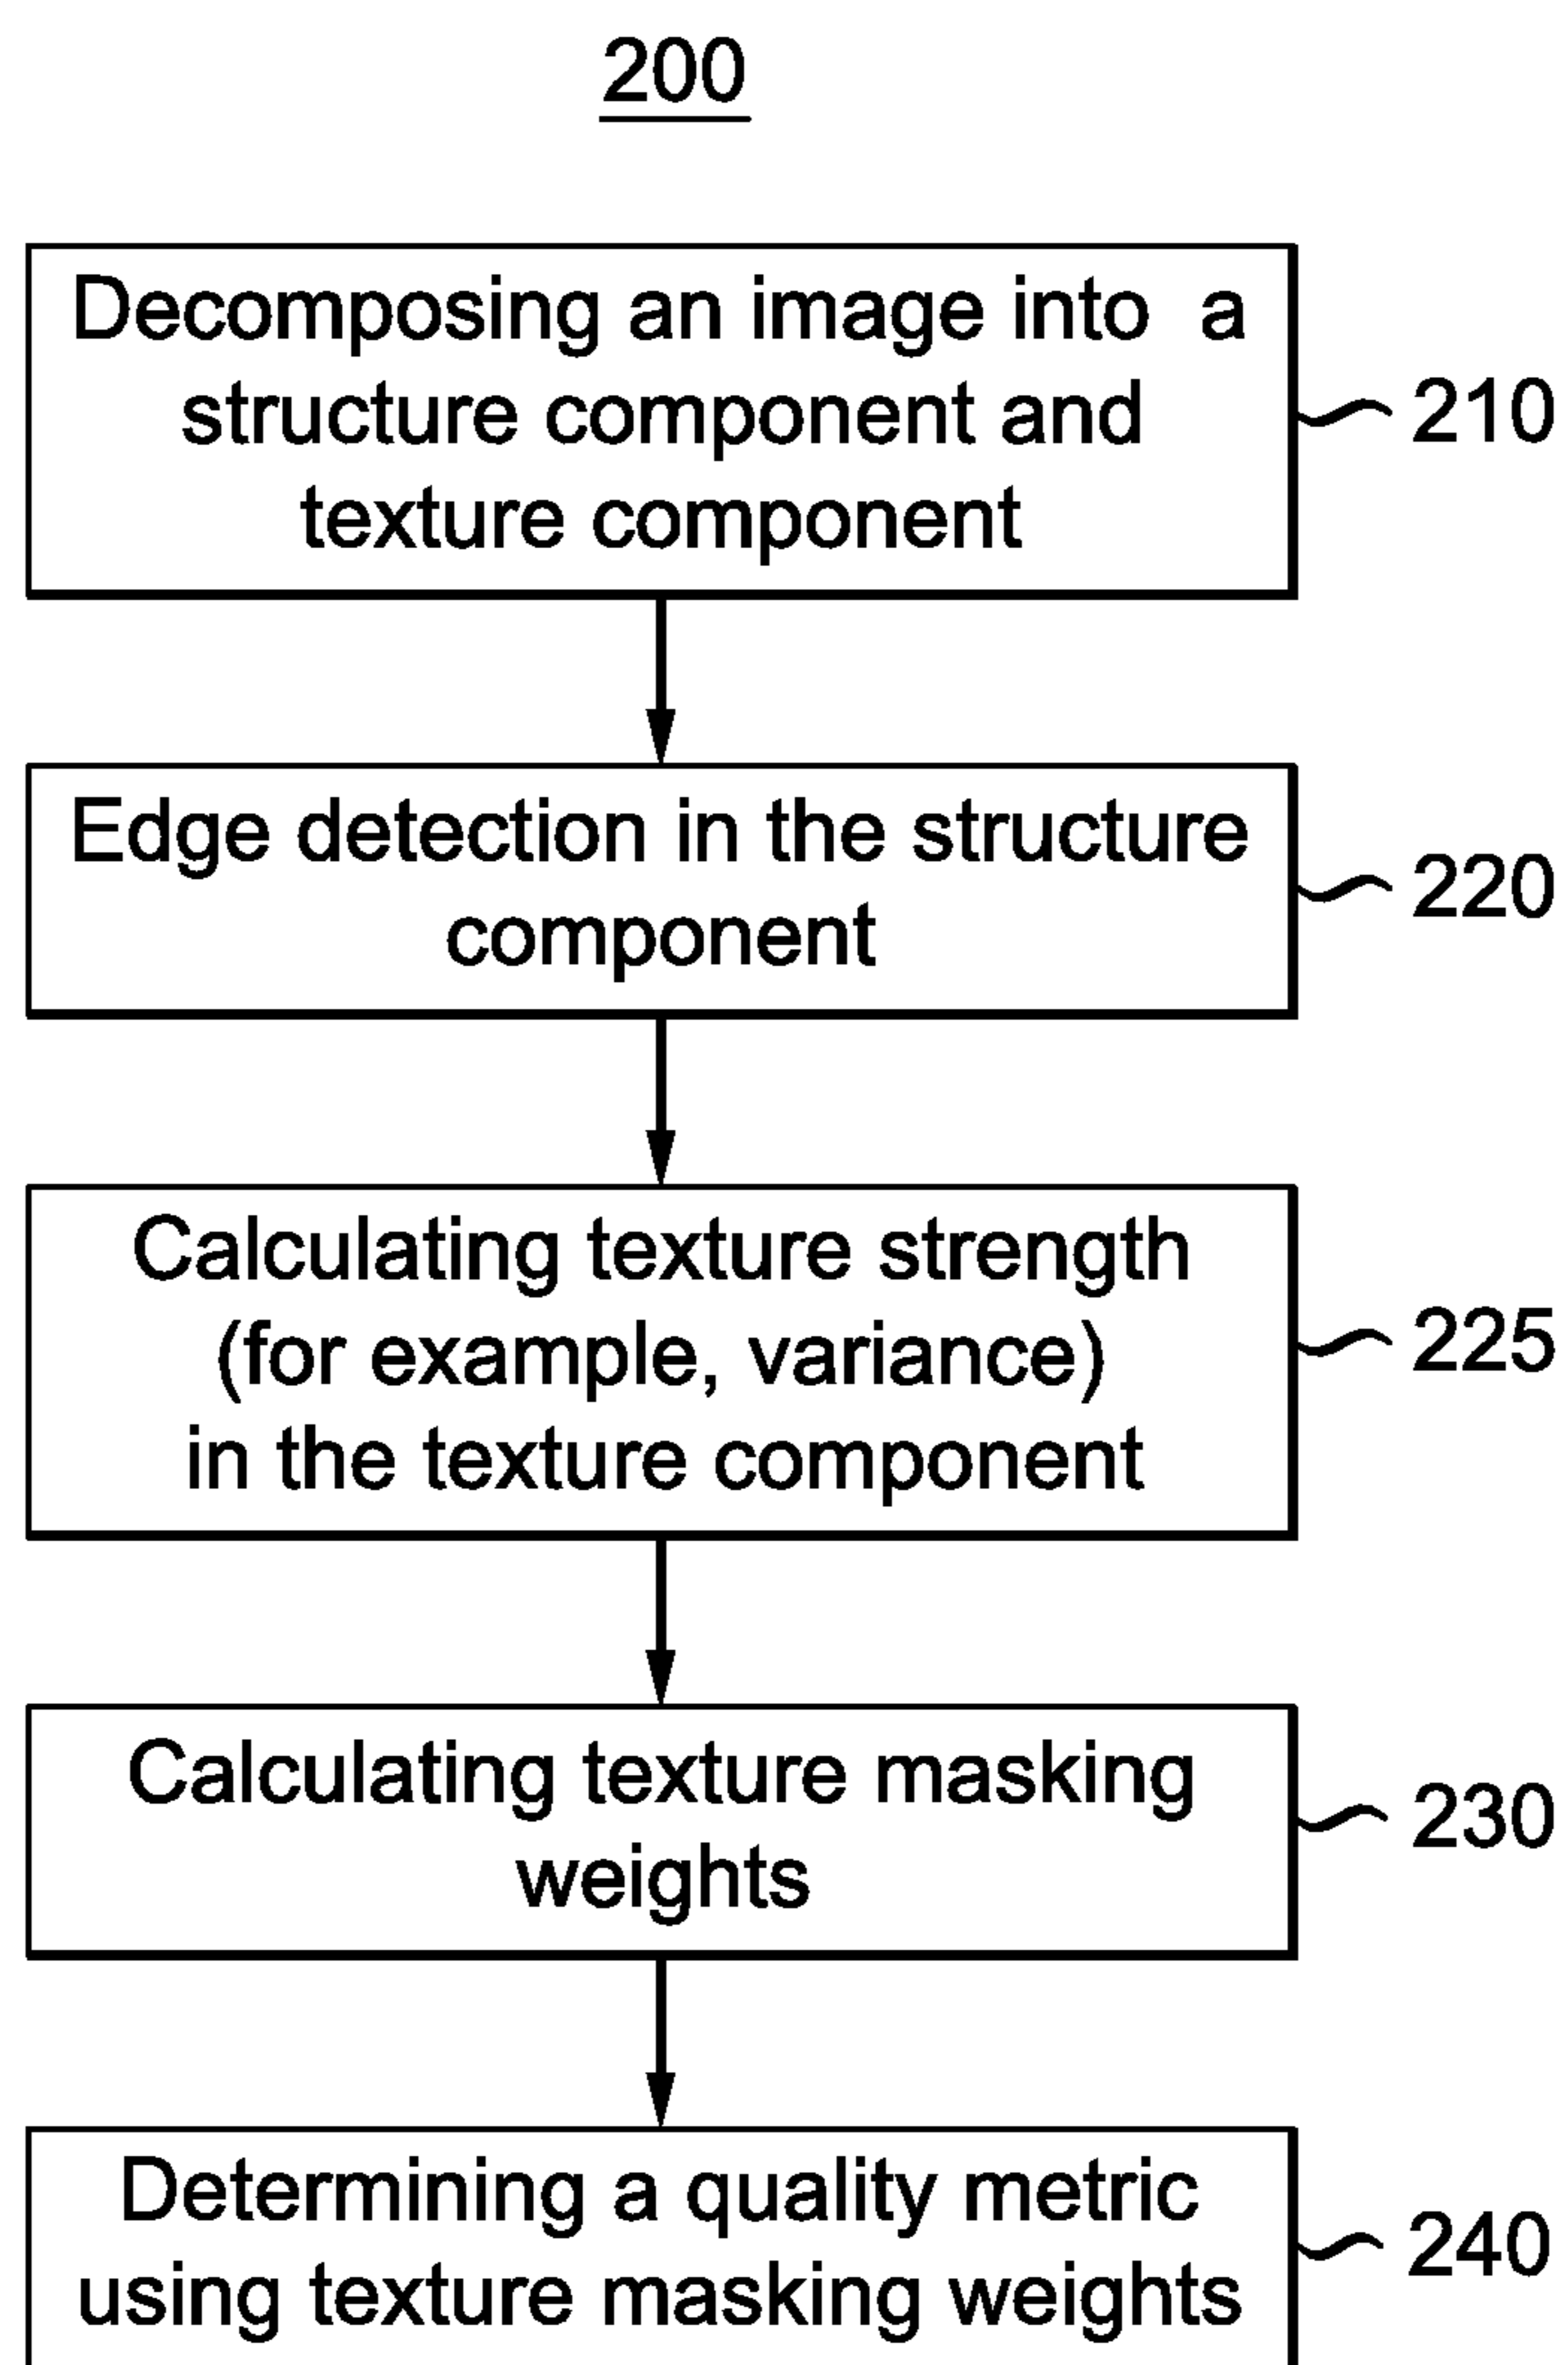 200
Decomposing an image into a
structure component and
texture component
210
Edge detection in the structure
component
220
Calculating texture strength
(for example, variance)
in the texture component
225
Calculating texture masking
weights
230
Determining a quality metric
using texture masking weights
240